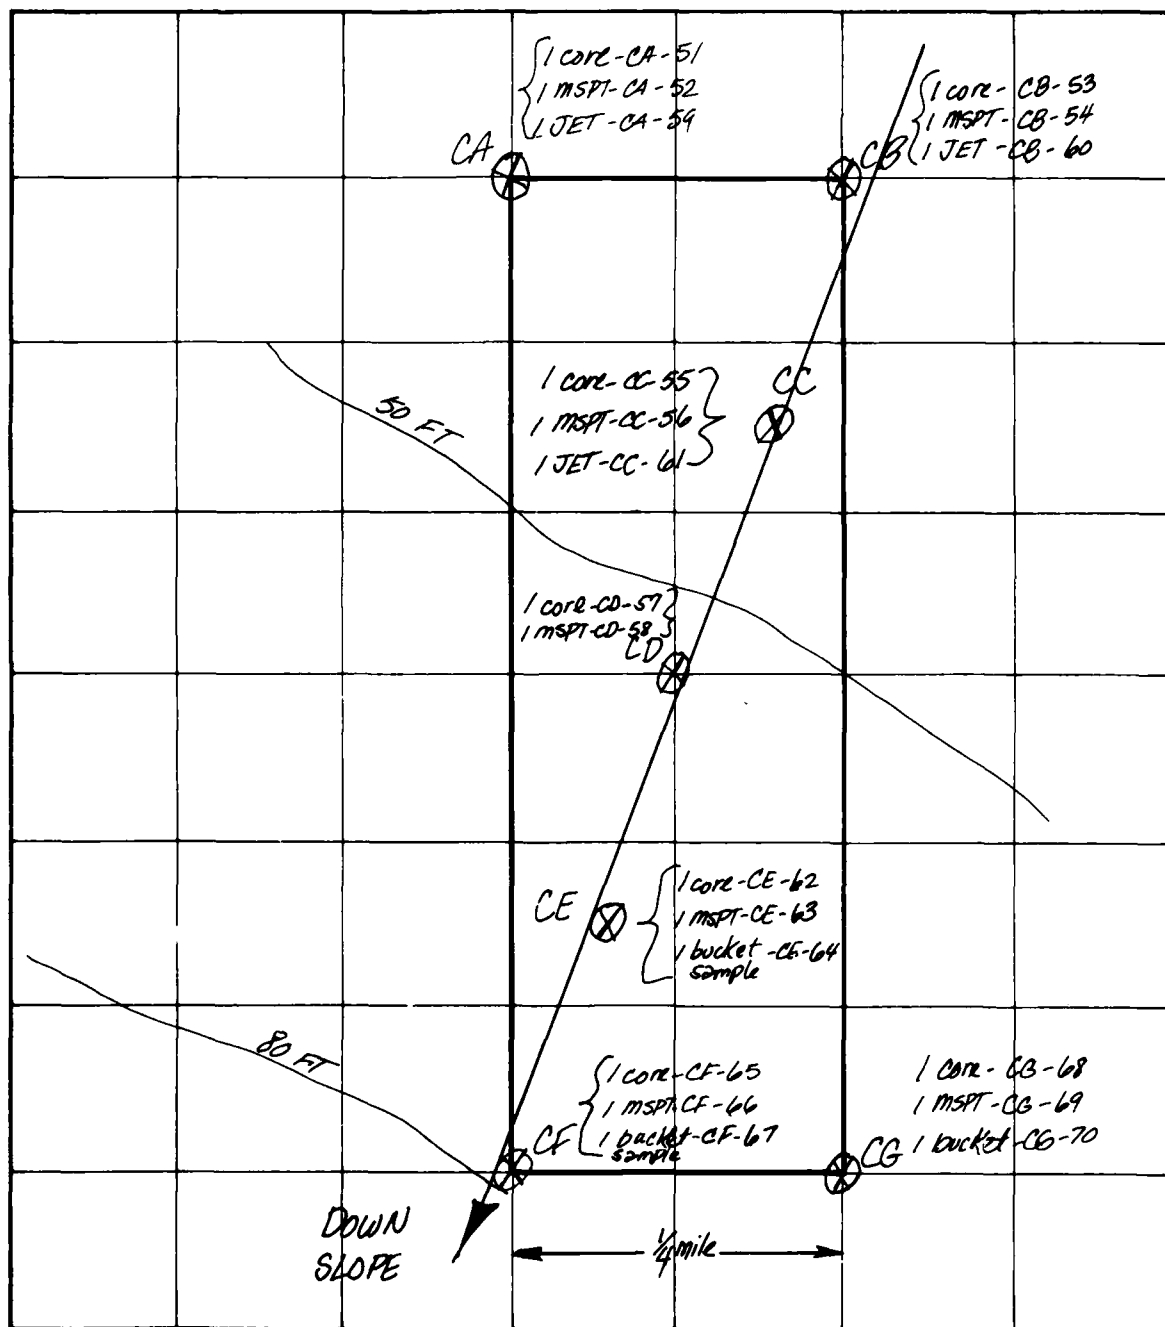 1 core-CA-51
1 MSPT-CA-52
1 JET-CA-59
CA
1 core-CB-53
1 MSPT-CB-54
1 JET-CB-60
CB
1 core-CC-55
1 MSPT-CC-56
1 JET-CC-61
CC
50 FT
1 core-CD-57
1 MSPT-CD-58
CD
CE
1 core-CE-62
1 MSPT-CE-63
1 bucket-CE-64
sample
80 FT
1 core-CF-65
1 MSPT-CF-66
1 bucket-CF-67
sample
CF
1 core-CG-68
1 MSPT-CG-69
1 bucket-CG-70
CG
DOWN
SLOPE
1/4 mile